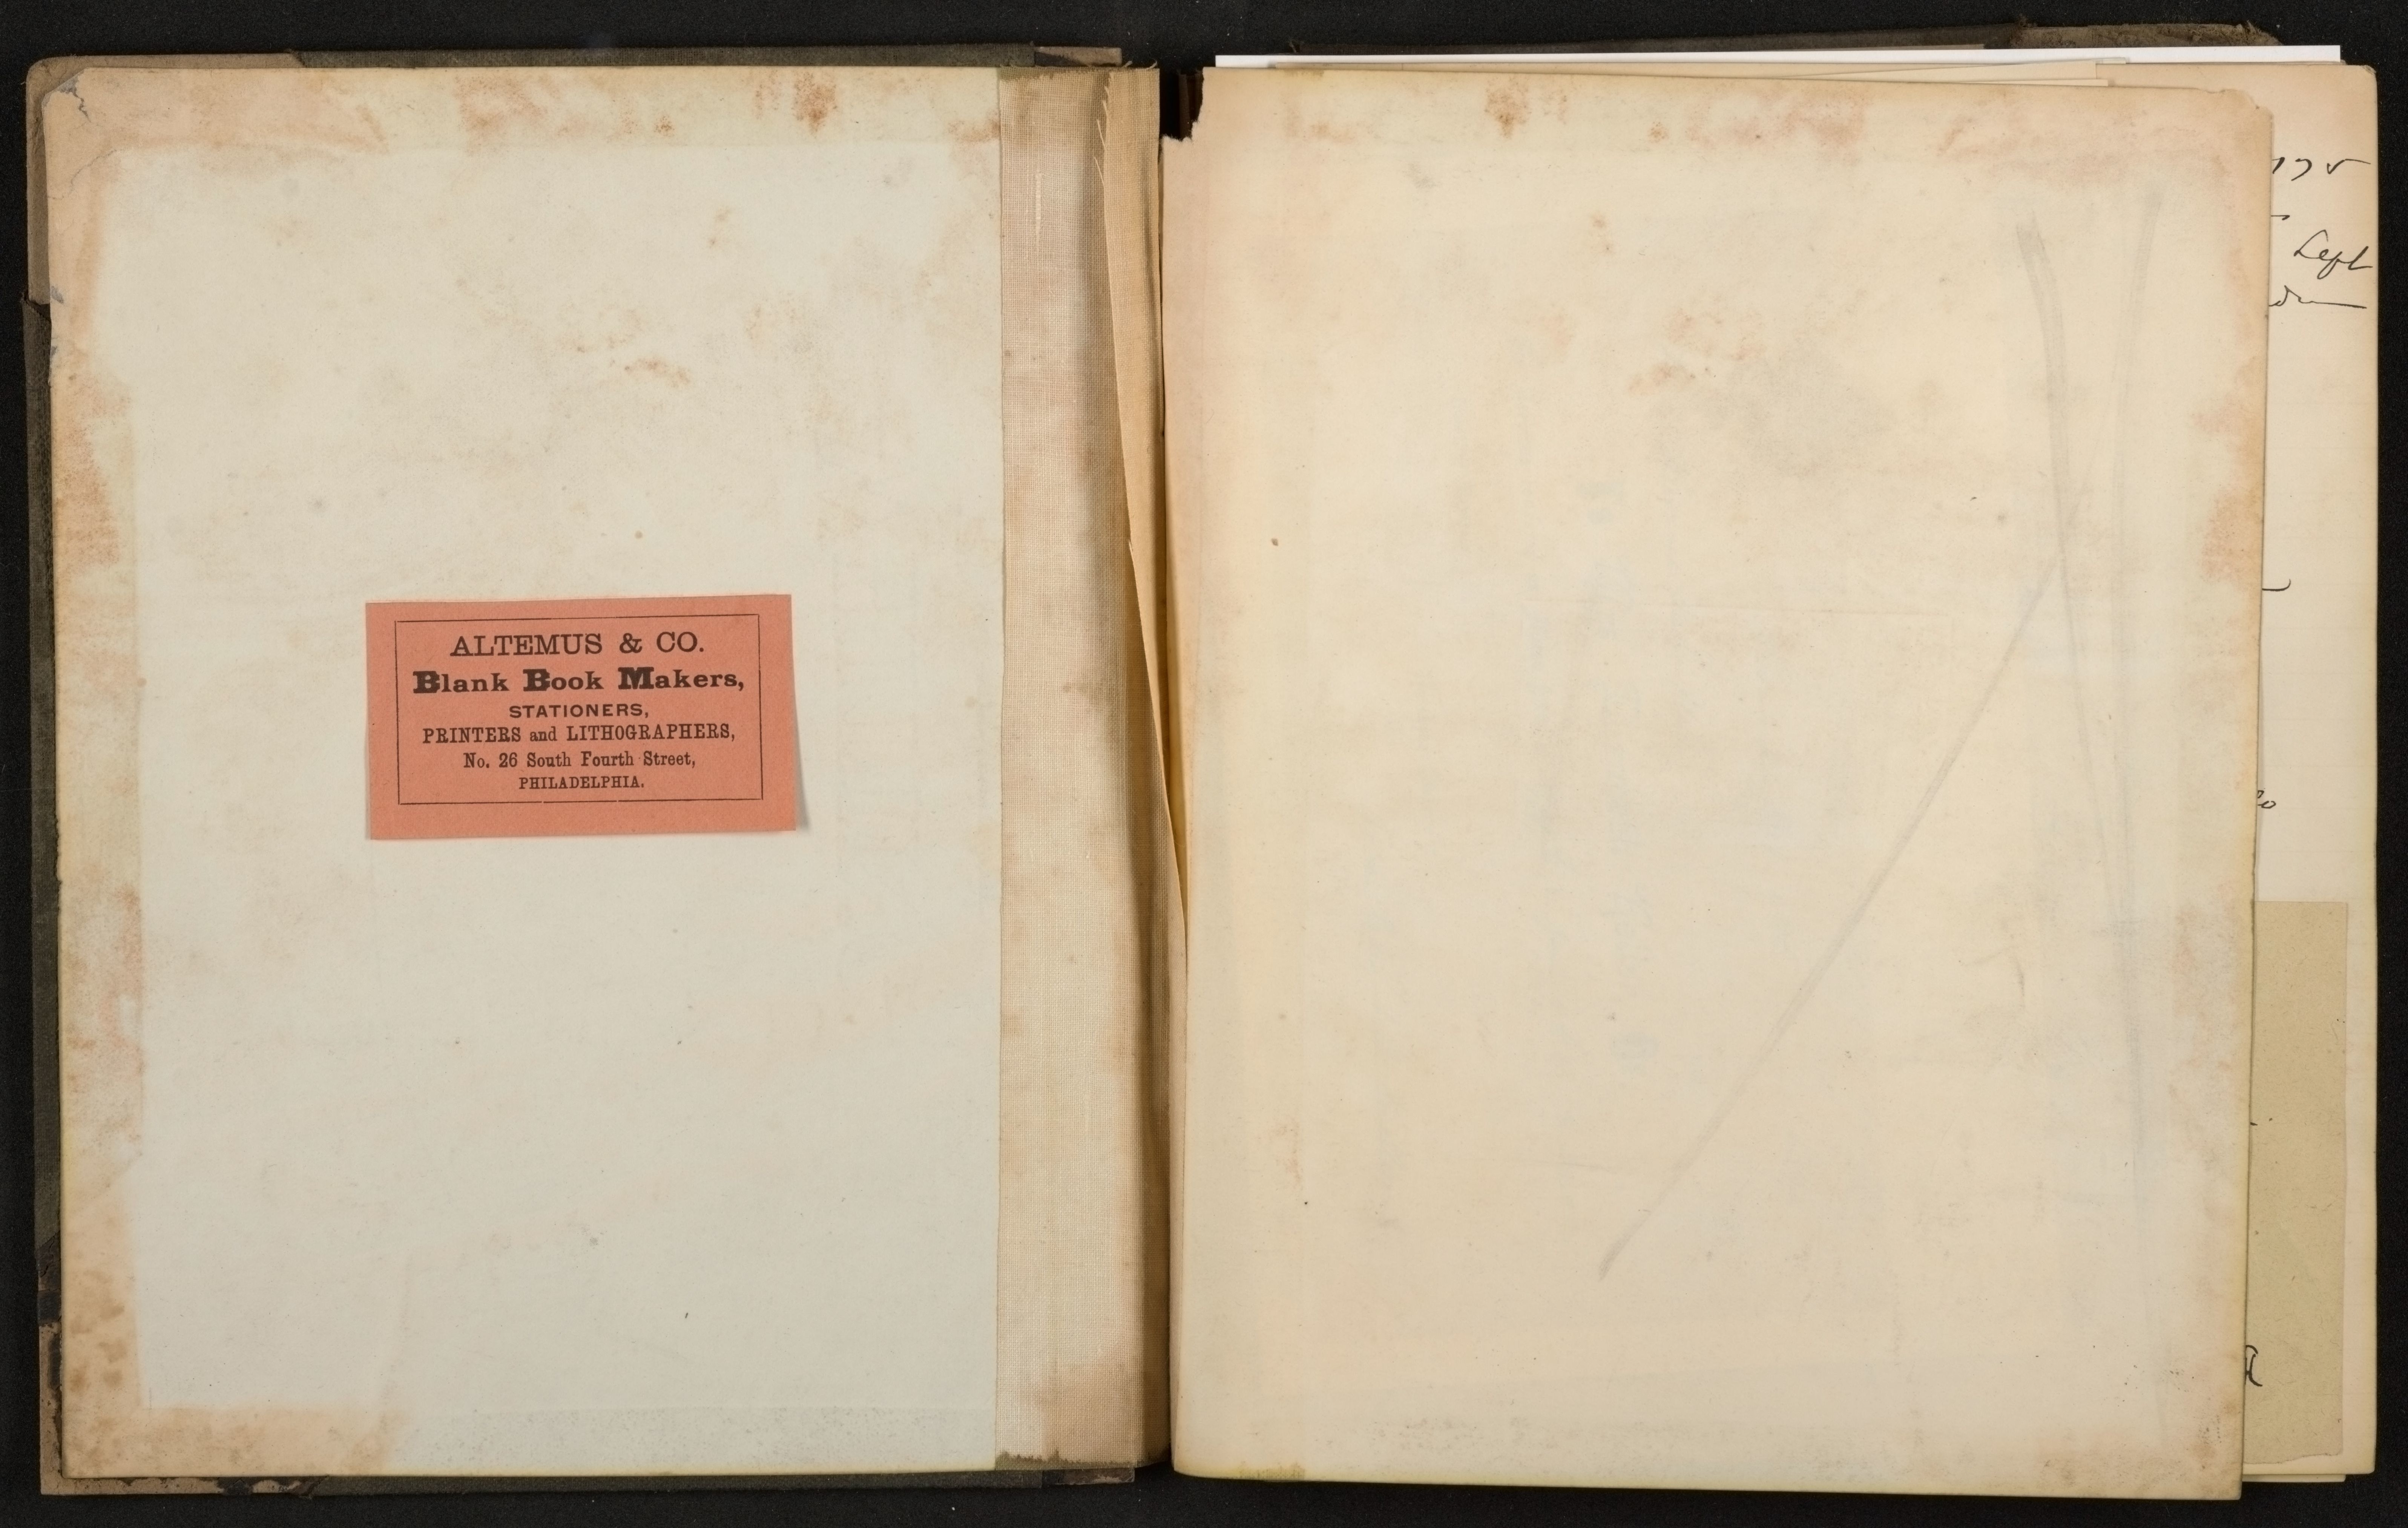 ALTEMUS & CO.
Blank Book Makers,
STATIONERS,
PRINTERS and LITHOGRAPHERS,
No. 26 South Fourth Street,
PHILADELPHIA.